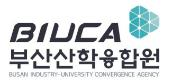 BIUCA
부산산학융합원
BUSAN INDUSTRY-UNIVERSITY CONVERGENCE AGENCY